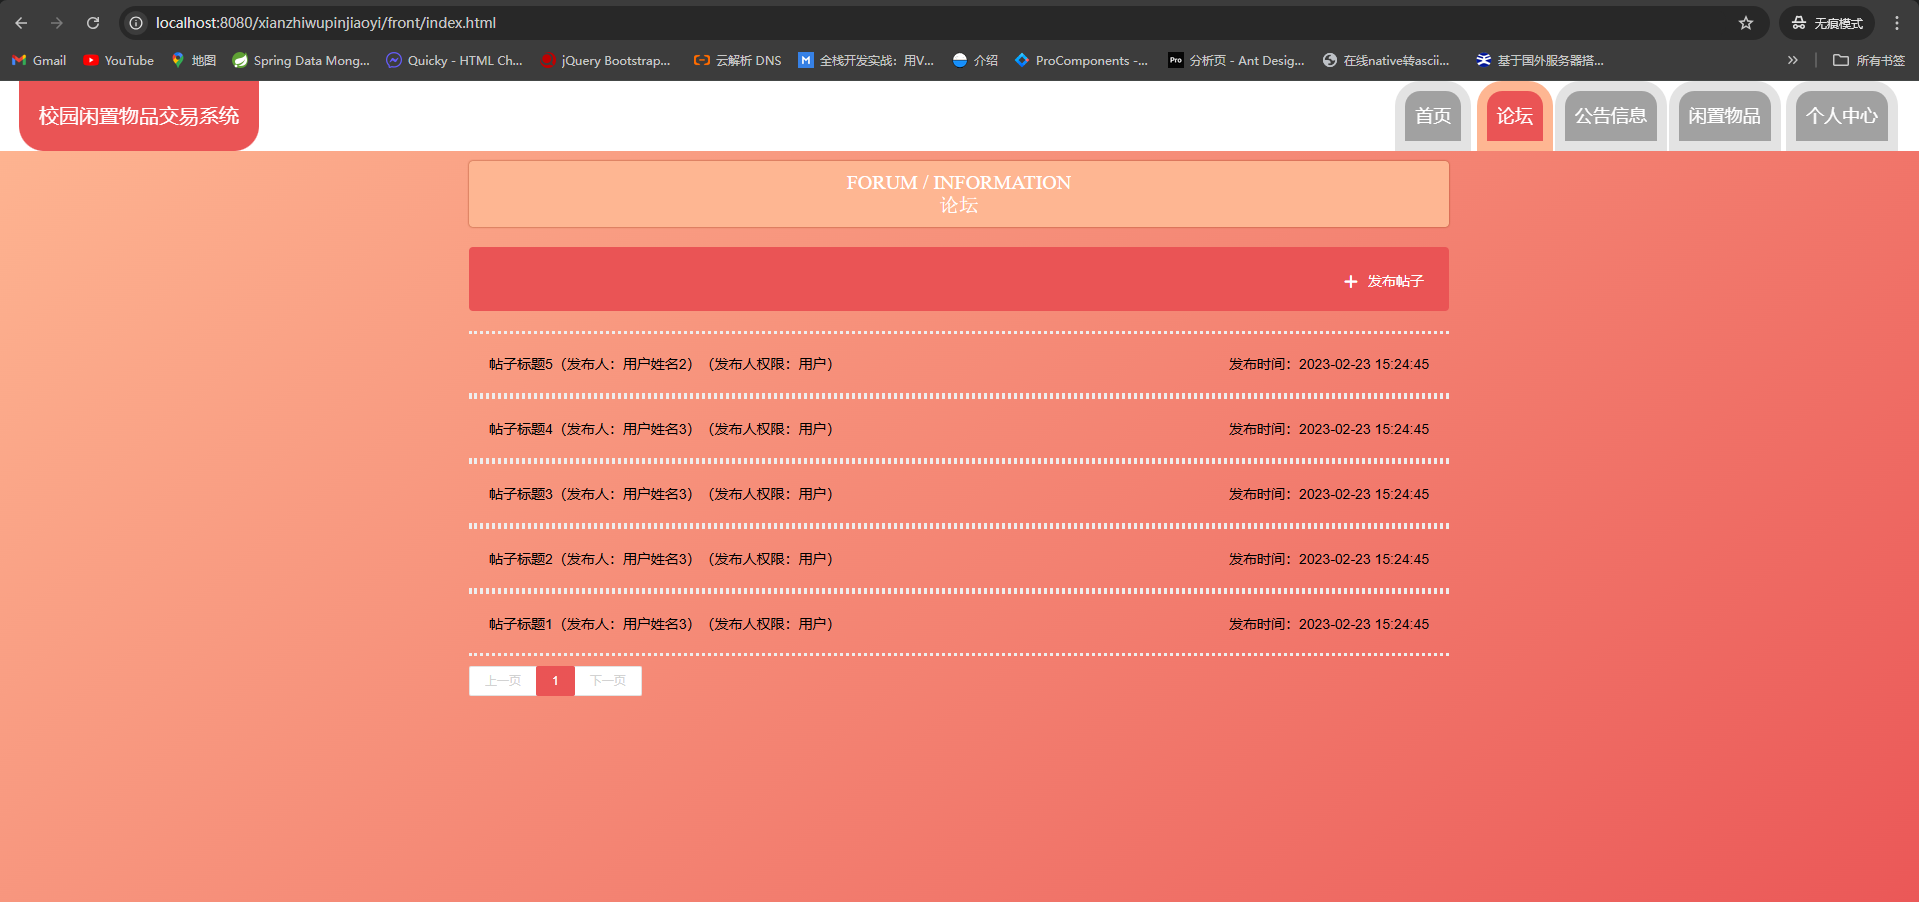 localhost:8080/xianzhiwupinjiaoyi/front/index.html
无痕模式
Gmail YouTube 地图 Spring Data Mong... Quicky - HTML Ch... jQuery Bootstrap... 云解析 DNS 全栈开发实战：用V... 介绍 ProComponents -... Pro 分析页 - Ant Desig... 在线native转ascii... 基于国外服务器搭... » 所有书签
校园闲置物品交易系统
首页 论坛 公告信息 闲置物品 个人中心
FORUM / INFORMATION
论坛
+ 发布帖子
帖子标题5（发布人：用户姓名2）（发布人权限：用户） 发布时间：2023-02-23 15:24:45
帖子标题4（发布人：用户姓名3）（发布人权限：用户） 发布时间：2023-02-23 15:24:45
帖子标题3（发布人：用户姓名3）（发布人权限：用户） 发布时间：2023-02-23 15:24:45
帖子标题2（发布人：用户姓名3）（发布人权限：用户） 发布时间：2023-02-23 15:24:45
帖子标题1（发布人：用户姓名3）（发布人权限：用户） 发布时间：2023-02-23 15:24:45
上一页 1 下一页